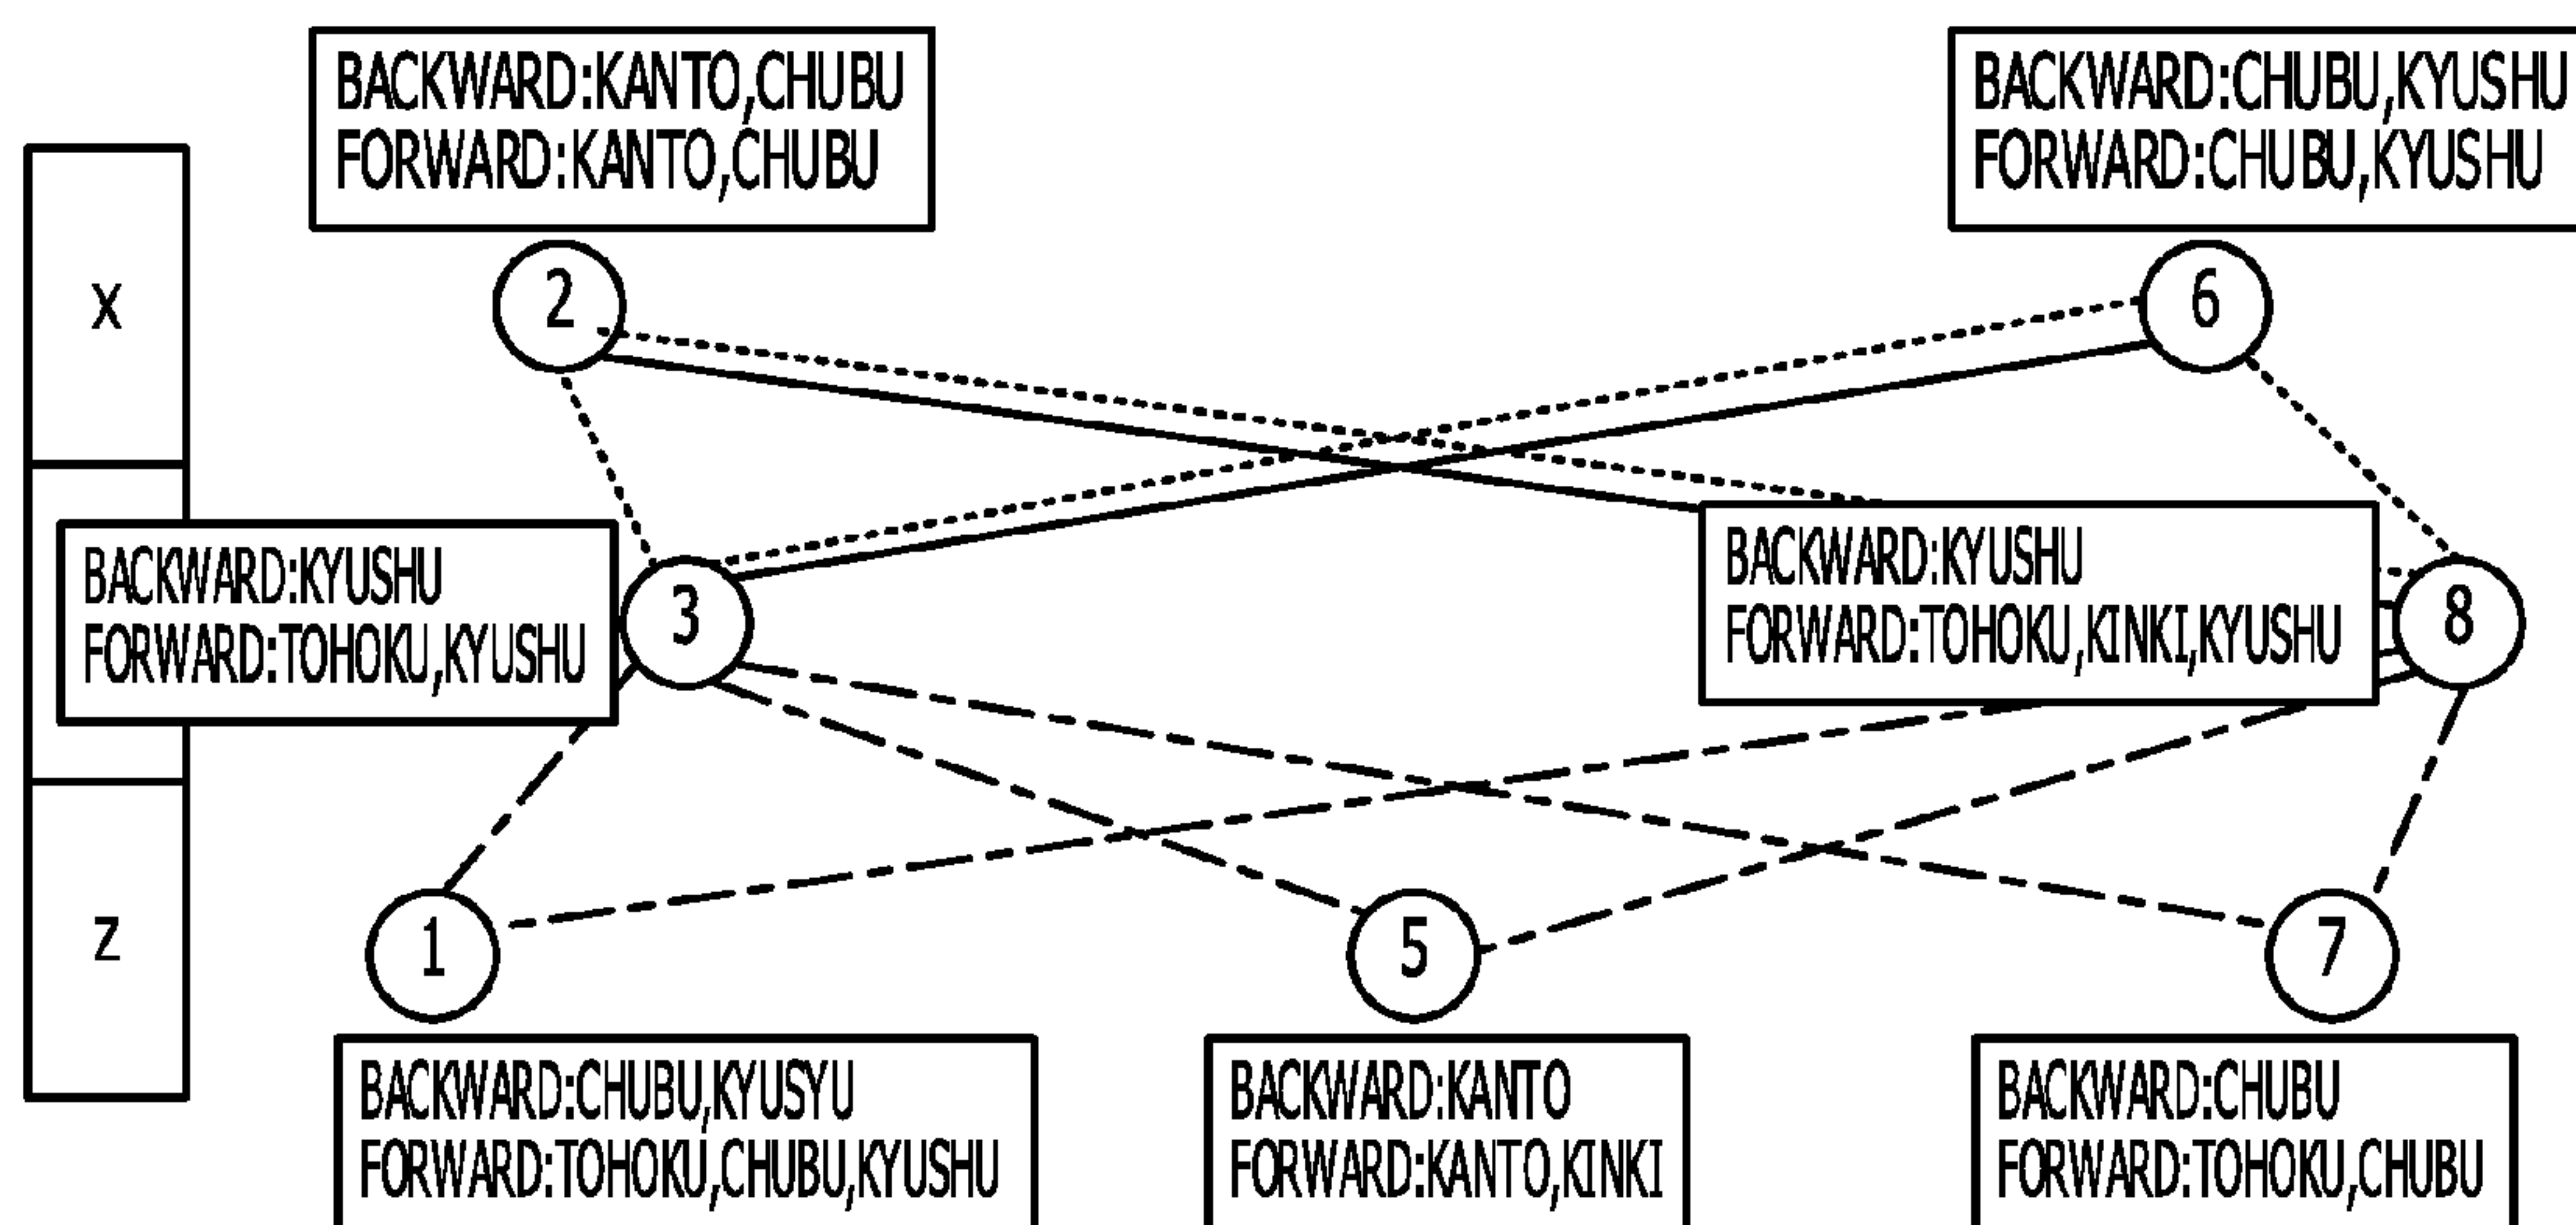 BACKWARD:KANTO,CHUBU
FORWARD:KANTO,CHUBU
BACKWARD:CHUBU,KYUSHU
FORWARD:CHUBU,KYUSHU
X
2
6
BACKWARD:KYUSHU
FORWARD:TOHOKU,KYUSHU
3
BACKWARD:KYUSHU
FORWARD:TOHOKU,KINKI,KYUSHU
8
Z
1
5
7
BACKWARD:CHUBU,KYUSYU
FORWARD:TOHOKU,CHUBU,KYUSHU
BACKWARD:KANTO
FORWARD:KANTO,KINKI
BACKWARD:CHUBU
FORWARD:TOHOKU,CHUBU